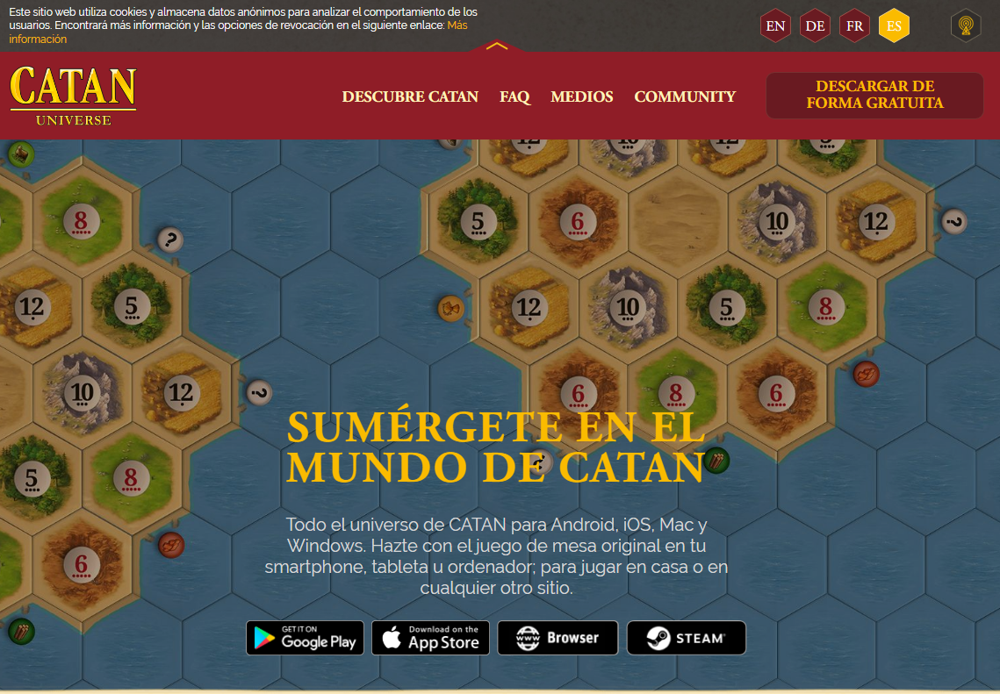 Este sitio web utiliza cookies y almacena datos anónimos para analizar el comportamiento de los
usuarios. Encontrará más información y las opciones de revocación en el siguiente enlace: Más
información
EN DE FR ES
CATAN
UNIVERSE
DESCUBRE CATAN FAQ MEDIOS COMMUNITY
DESCARGAR DE
FORMA GRATUITA
12 10 12
8 5 6 10 12 ?
?
12 5 12 10 5 8
10 12 ? 6 8 6
SUMÉRGETE EN EL
MUNDO DE CATAN
?
5 8
6
Todo el universo de CATAN para Android, iOS, Mac y
Windows. Hazte con el juego de mesa original en tu
smartphone, tableta u ordenador; para jugar en casa o en
cualquier otro sitio.
GET IT ON
Google Play
Download on the
App Store
www Browser
STEAM